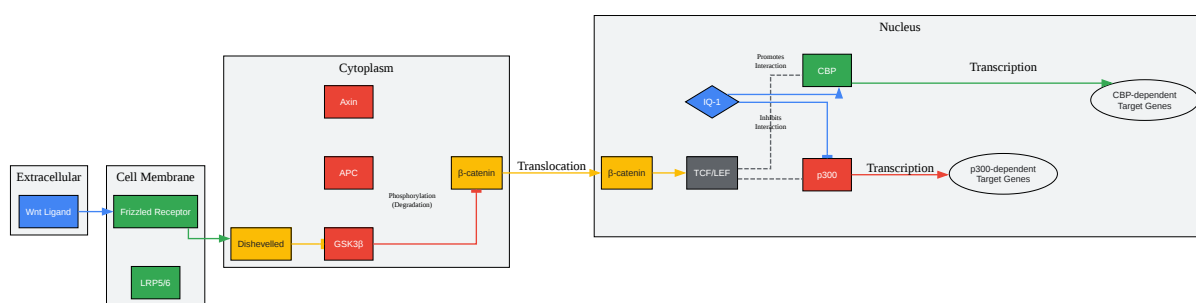 Extracellular
Wnt Ligand
Cell Membrane
Frizzled Receptor
LRP5/6
Cytoplasm
Axin
APC
Phosphorylation
(Degradation)
Dishevelled
GSK3β
β-catenin
Translocation
Nucleus
β-catenin
TCF/LEF
IQ-1
Promotes
Interaction
Inhibits
Interaction
CBP
Transcription
CBP-dependent
Target Genes
p300
Transcription
p300-dependent
Target Genes